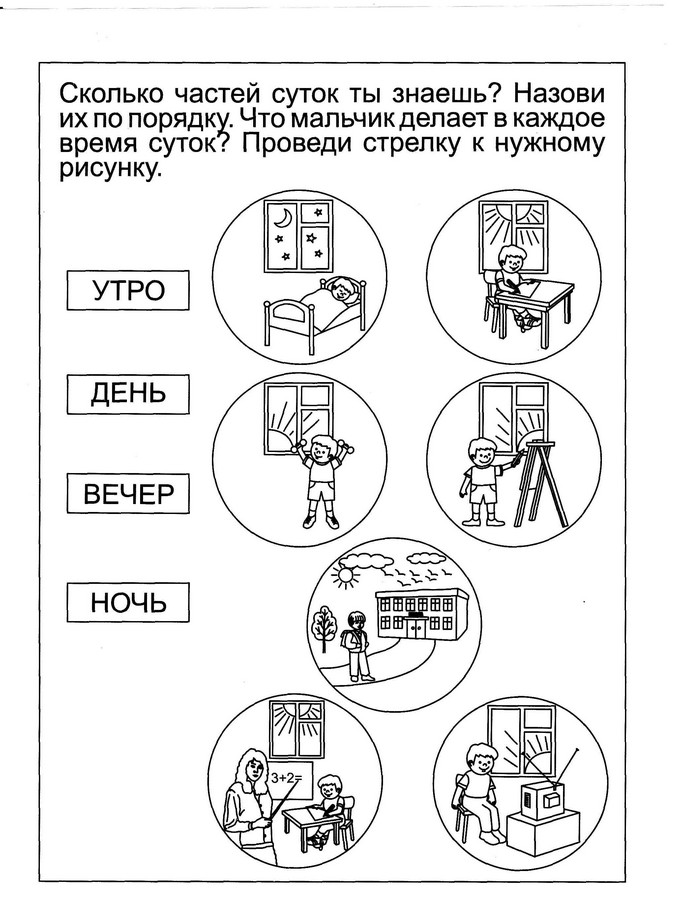 Сколько частей суток ты знаешь? Назови
их по порядку. Что мальчик делает в каждое
время суток? Проведи стрелку к нужному
рисунку.
УТРО
ДЕНЬ
ВЕЧЕР
НОЧЬ
3+2=